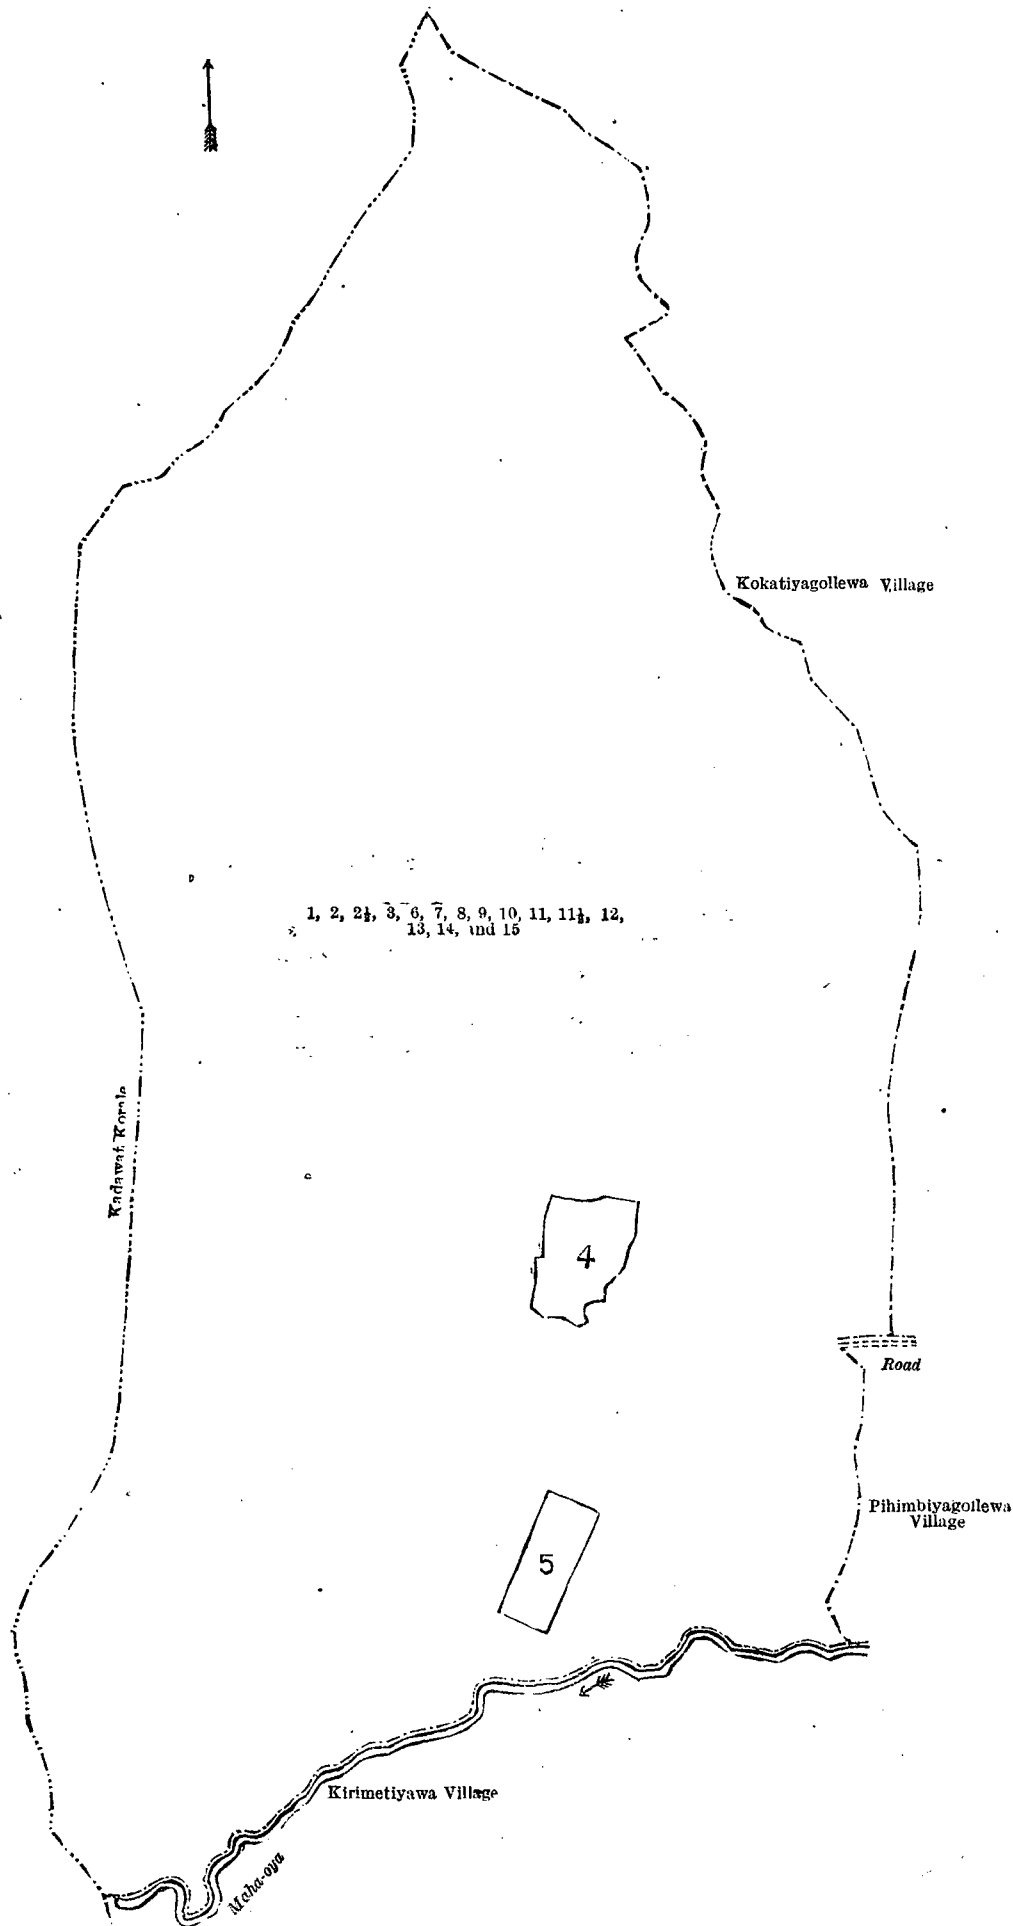 Kokatiyagollewa Village
1, 2, 2½, 3, 6, 7, 8, 9, 10, 11, 11½, 12,
13, 14, and 15
Kadawat Korale
4
Road
Pihimbiyagollewa
Village
5
Kirimetiyawa Village
Maha-oya